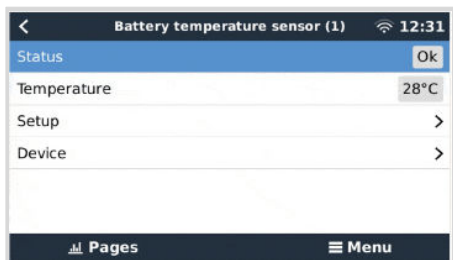 Battery temperature sensor (1) 12:31
Status Ok
Temperature 28°C
Setup
Device
Pages Menu